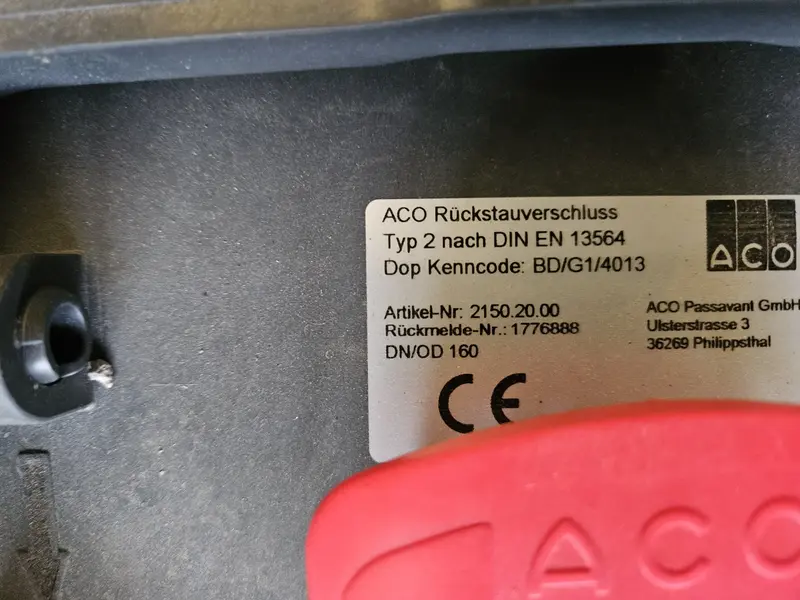 ACO Rückstauverschluss
Typ 2 nach DIN EN 13564
Dop Kenncode: BD/G1/4013
ACO
Artikel-Nr: 2150.20.00
Rückmelde-Nr.: 1776888
DN/OD 160
ACO Passavant GmbH
Ulsterstrasse 3
36269 Philippsthal
CE
ACO